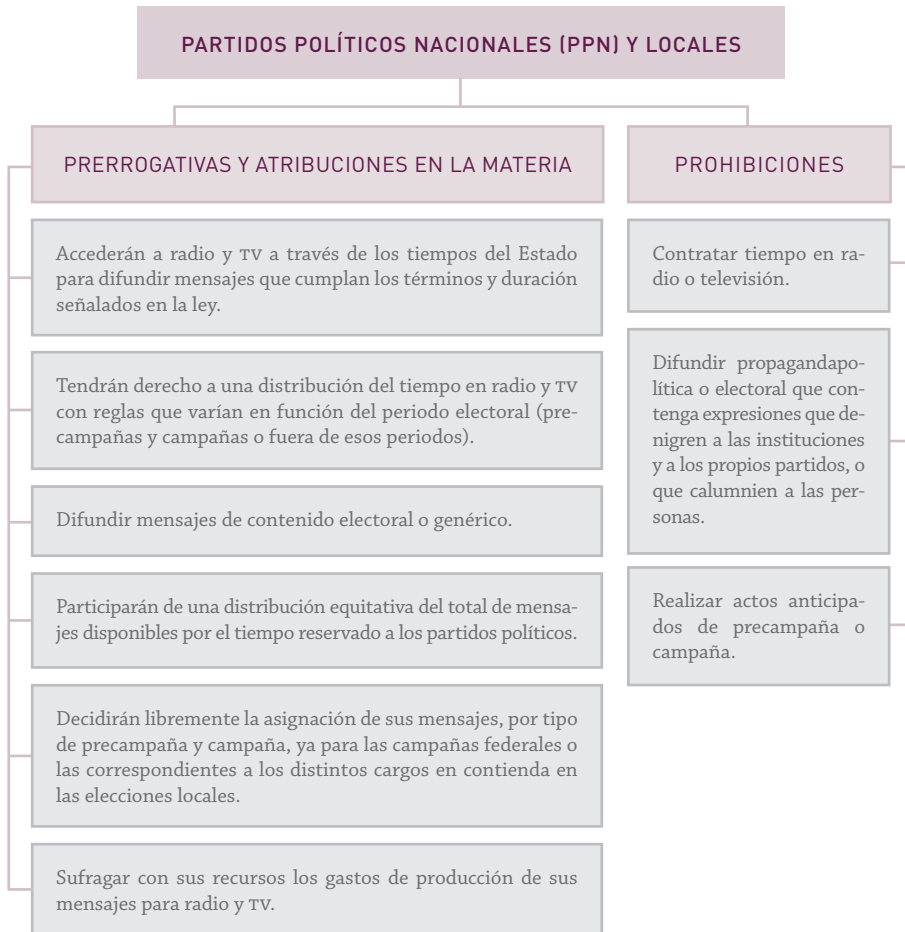 PARTIDOS POLÍTICOS NACIONALES (PPN) Y LOCALES
PRERROGATIVAS Y ATRIBUCIONES EN LA MATERIA
Accederán a radio y TV a través de los tiempos del Estado
para difundir mensajes que cumplan los términos y duración
señalados en la ley.
Tendrán derecho a una distribución del tiempo en radio y TV
con reglas que varían en función del periodo electoral (pre-
campañas y campañas o fuera de esos periodos).
Difundir mensajes de contenido electoral o genérico.
Participarán de una distribución equitativa del total de mensa-
jes disponibles por el tiempo reservado a los partidos políticos.
Decidirán libremente la asignación de sus mensajes, por tipo
de precampaña y campaña, ya para las campañas federales o
las correspondientes a los distintos cargos en contienda en
las elecciones locales.
Sufragar con sus recursos los gastos de producción de sus
mensajes para radio y TV.
PROHIBICIONES
Contratar tiempo en ra-
dio o televisión.
Difundir propagandapo-
lítica o electoral que con-
tenga expresiones que de-
nigren a las instituciones
y a los propios partidos, o
que calumnien a las per-
sonas.
Realizar actos anticipa-
dos de precampaña o
campaña.